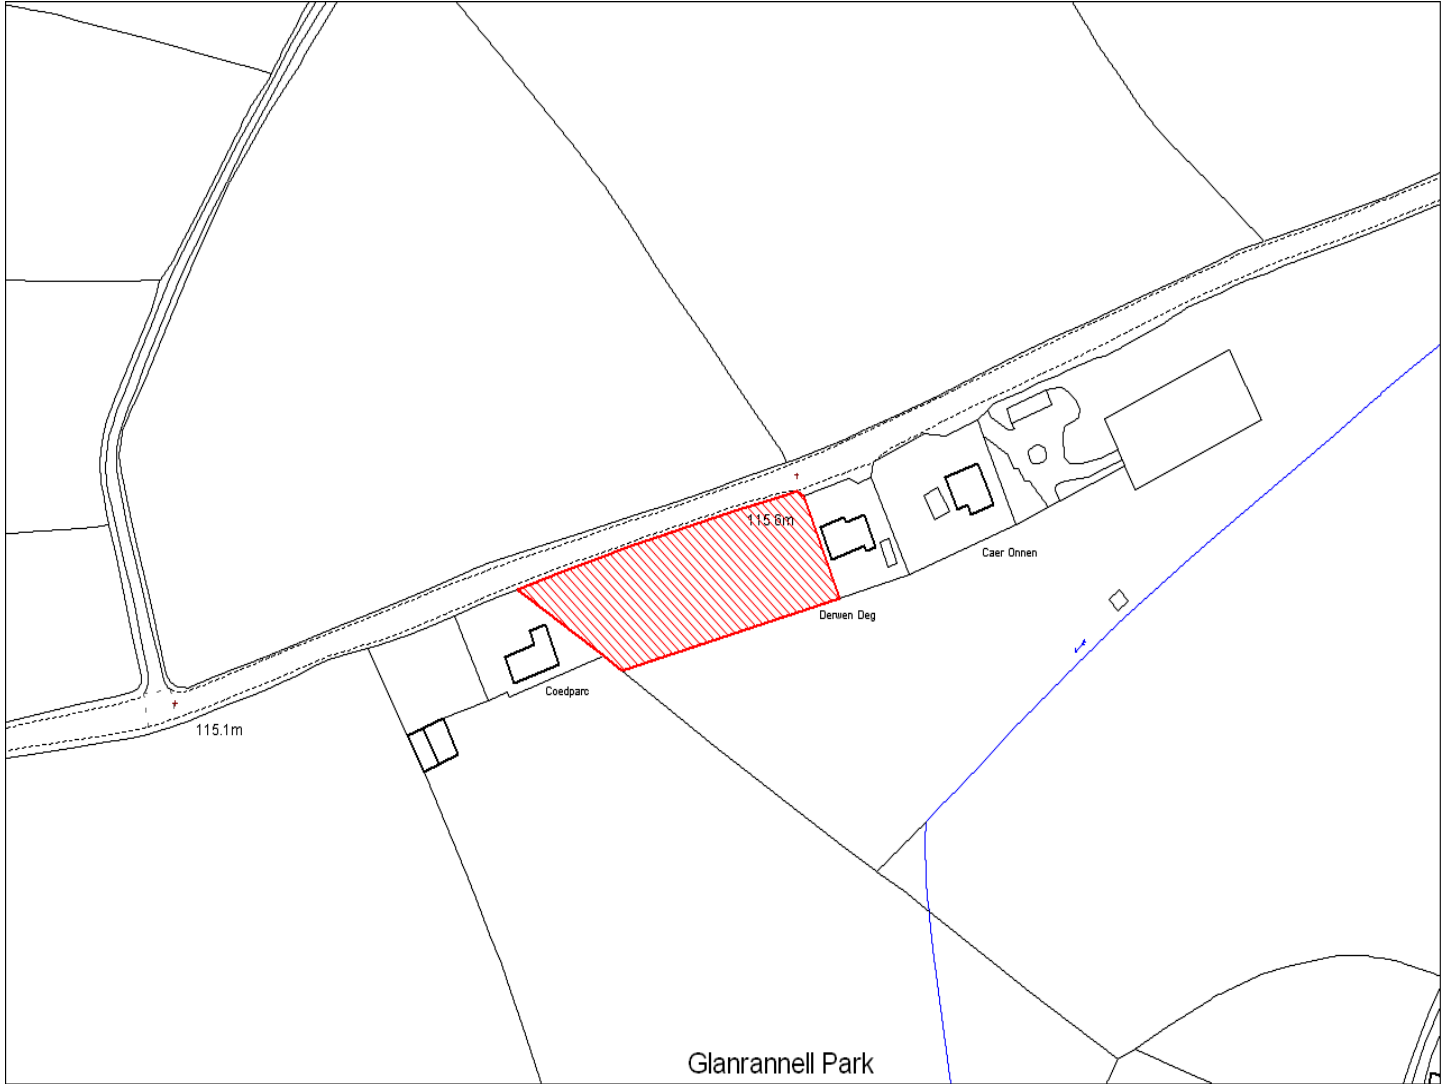 115.6m
Caer Onnen
Derwen Deg
Coedparc
115.1m
Glanrannell Park